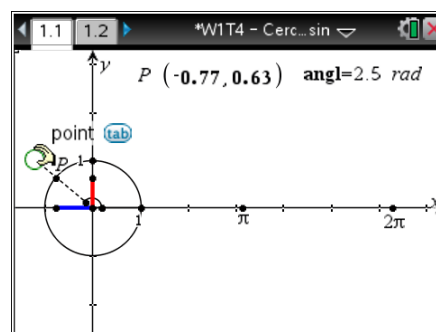 1.1 1.2 *W1T4 – Cerc...sin
y P (-0.77, 0.63) angl=2.5 rad
point tab
P 1
1 π 2π x